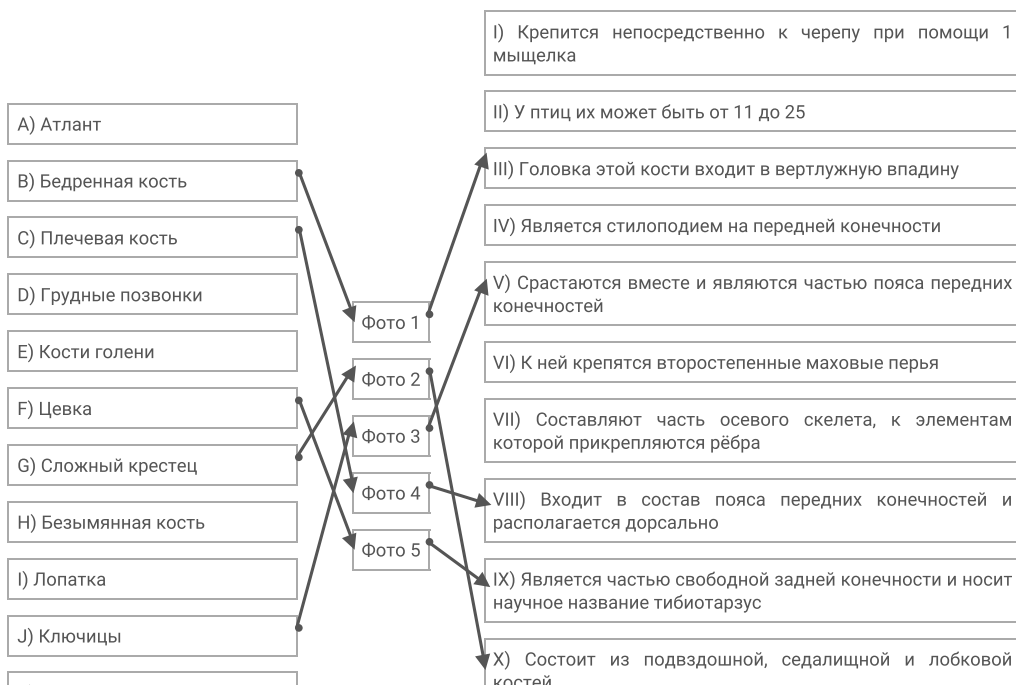 A) Атлант
B) Бедренная кость
C) Плечевая кость
D) Грудные позвонки
E) Кости голени
F) Цевка
G) Сложный крестец
H) Безымянная кость
I) Лопатка
J) Ключицы
Фото 1
Фото 2
Фото 3
Фото 4
Фото 5
I) Крепится непосредственно к черепу при помощи 1
мыщелка
II) У птиц их может быть от 11 до 25
III) Головка этой кости входит в вертлужную впадину
IV) Является стилоподием на передней конечности
V) Срастаются вместе и являются частью пояса передних
конечностей
VI) К ней крепятся второстепенные маховые перья
VII) Составляют часть осевого скелета, к элементам
которой прикрепляются рёбра
VIII) Входит в состав пояса передних конечностей и
располагается дорсально
IX) Является частью свободной задней конечности и носит
научное название тибиотарзус
X) Состоит из подвздошной, седалищной и лобковой
костей